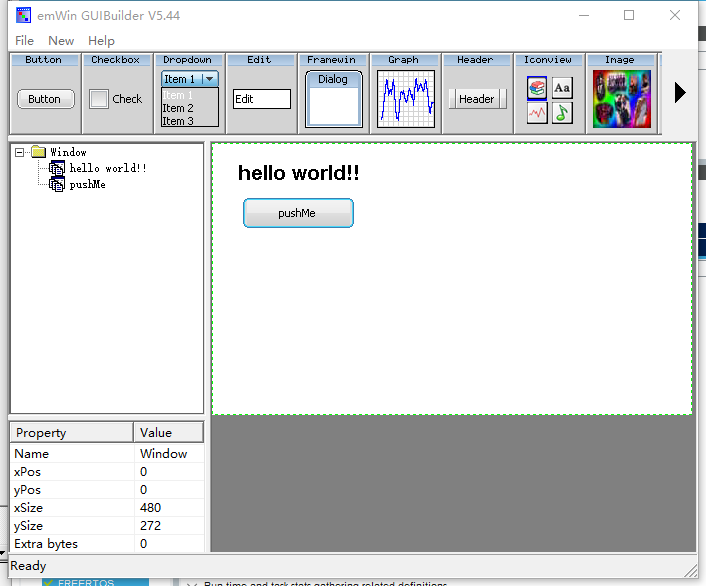 emWin GUIBuilder V5.44
File New Help
Button Checkbox Dropdown Edit Framewin Graph Header Iconview Image
Button
Check
Item 1
Item 1
Item 2
Item 3
Edit
Dialog
Header
Aa
Window
hello world!!
pushMe
hello world!!
pushMe
Property Value
Name Window
xPos 0
yPos 0
xSize 480
ySize 272
Extra bytes 0
Ready
FREERTOS
Run time and task stats gathering related definitions